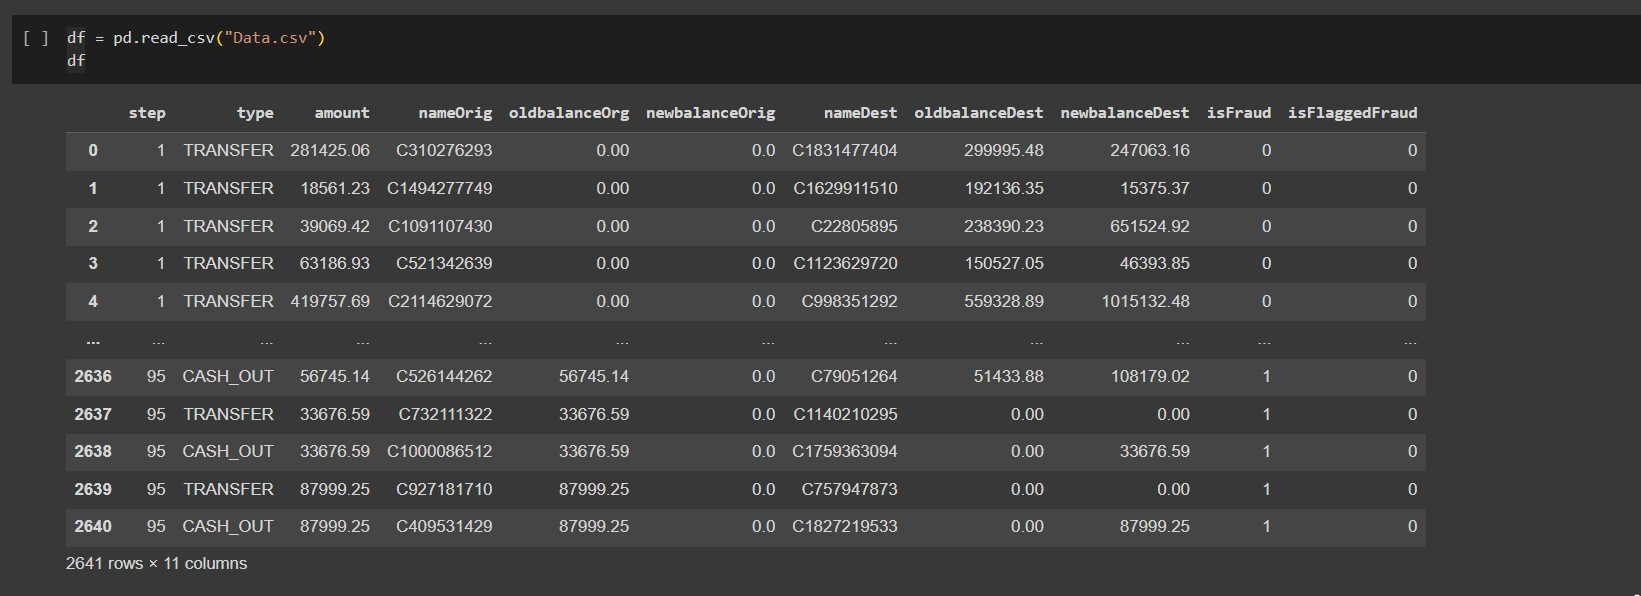 [ ] df = pd.read_csv("Data.csv")
df
step type amount nameOrig oldbalanceOrg newbalanceOrig nameDest oldbalanceDest newbalanceDest isFraud isFlaggedFraud
0 1 TRANSFER 281425.06 C310276293 0.00 0.0 C1831477404 299995.48 247063.16 0 0
1 1 TRANSFER 18561.23 C1494277749 0.00 0.0 C1629911510 192136.35 15375.37 0 0
2 1 TRANSFER 39069.42 C1091107430 0.00 0.0 C22805895 238390.23 651524.92 0 0
3 1 TRANSFER 63186.93 C521342639 0.00 0.0 C1123629720 150527.05 46393.85 0 0
4 1 TRANSFER 419757.69 C2114629072 0.00 0.0 C998351292 559328.89 1015132.48 0 0
... ... ... ... ... ... ... ... ... ... ... ...
2636 95 CASH_OUT 56745.14 C526144262 56745.14 0.0 C79051264 51433.88 108179.02 1 0
2637 95 TRANSFER 33676.59 C732111322 33676.59 0.0 C1140210295 0.00 0.00 1 0
2638 95 CASH_OUT 33676.59 C1000086512 33676.59 0.0 C1759363094 0.00 33676.59 1 0
2639 95 TRANSFER 87999.25 C927181710 87999.25 0.0 C757947873 0.00 0.00 1 0
2640 95 CASH_OUT 87999.25 C409531429 87999.25 0.0 C1827219533 0.00 87999.25 1 0
2641 rows × 11 columns